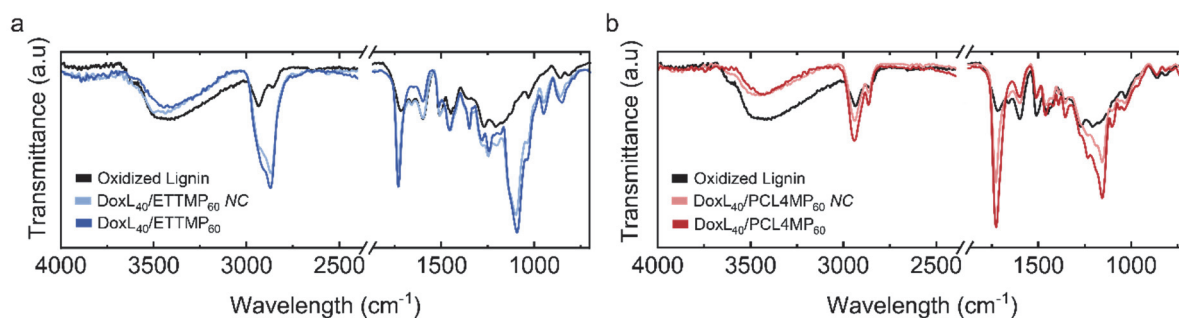 a
Transmittance (a.u)
Oxidized Lignin
DoxL₄₀/ETTMP₆₀ NC
DoxL₄₀/ETTMP₆₀
4000 3500 3000 2500 1500 1000
Wavelength (cm⁻¹)
b
Transmittance (a.u)
Oxidized Lignin
DoxL₄₀/PCL4MP₆₀ NC
DoxL₄₀/PCL4MP₆₀
4000 3500 3000 2500 1500 1000
Wavelength (cm⁻¹)